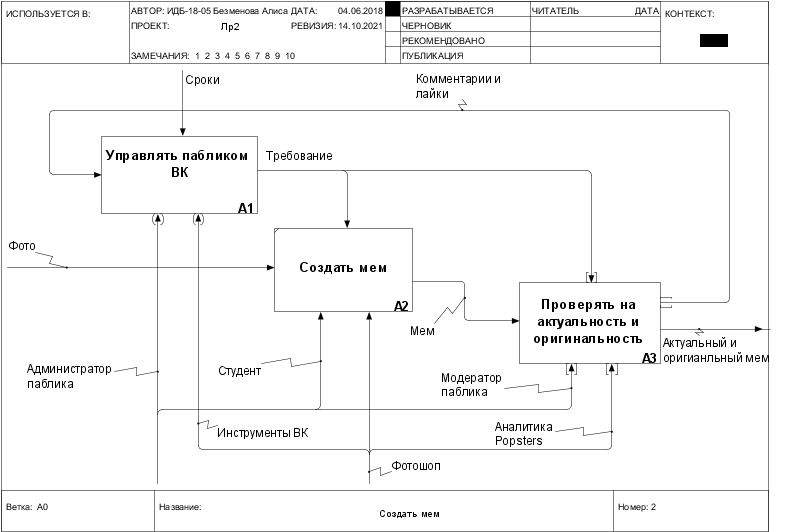 ИСПОЛЬЗУЕТСЯ В:
АВТОР: ИДБ-18-05 Безменова Алиса ДАТА: 04.06.2018
РАЗРАБАТЫВАЕТСЯ
ЧИТАТЕЛЬ ДАТА
КОНТЕКСТ:
ПРОЕКТ: Лр2 РЕВИЗИЯ: 14.10.2021
ЧЕРНОВИК
РЕКОМЕНДОВАНО
ЗАМЕЧАНИЯ: 1 2 3 4 5 6 7 8 9 10
ПУБЛИКАЦИЯ
Сроки
Комментарии и
лайки
Управлять пабликом
ВК
A1
Требование
Фото
Создать мем
A2
Мем
Проверять на
актуальность и
оригинальность
A3
Актуальный и
оригианльный мем
Администратор
паблика
Студент
Модератор
паблика
Инструменты ВК
Аналитика
Popsters
Фотошоп
Ветка: A0
Название:
Создать мем
Номер: 2